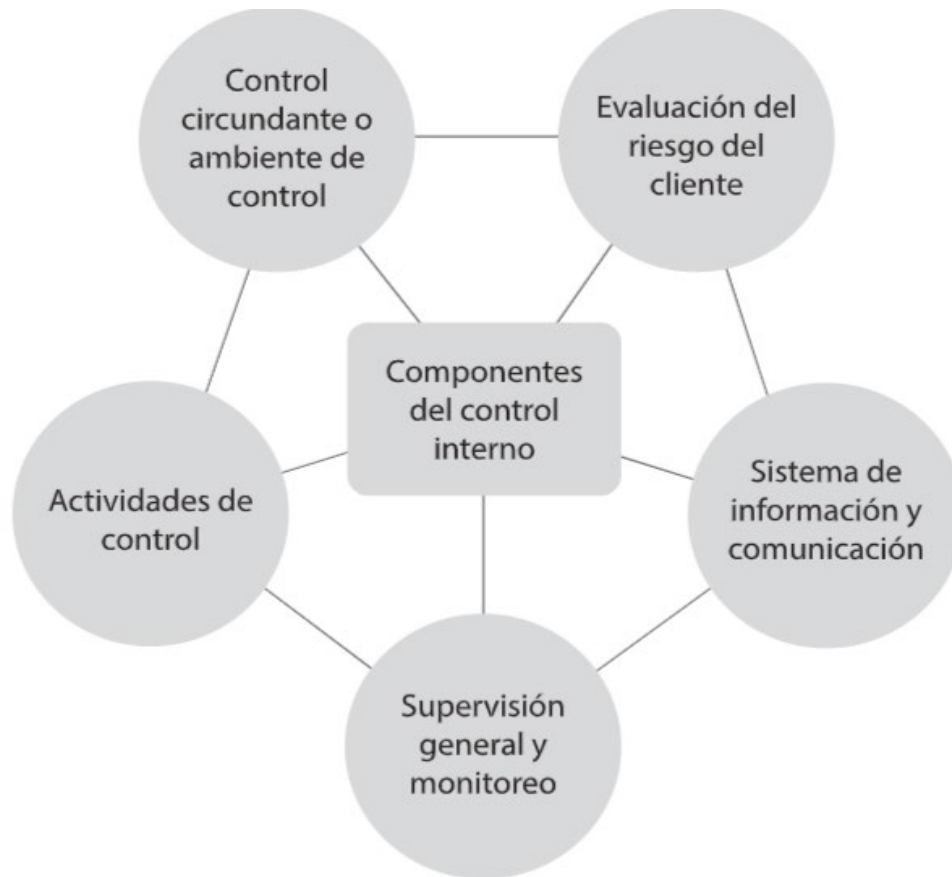 Control
circundante o
ambiente de
control
Evaluación del
riesgo del
cliente
Componentes
del control
interno
Actividades de
control
Sistema de
información y
comunicación
Supervisión
general y
monitoreo